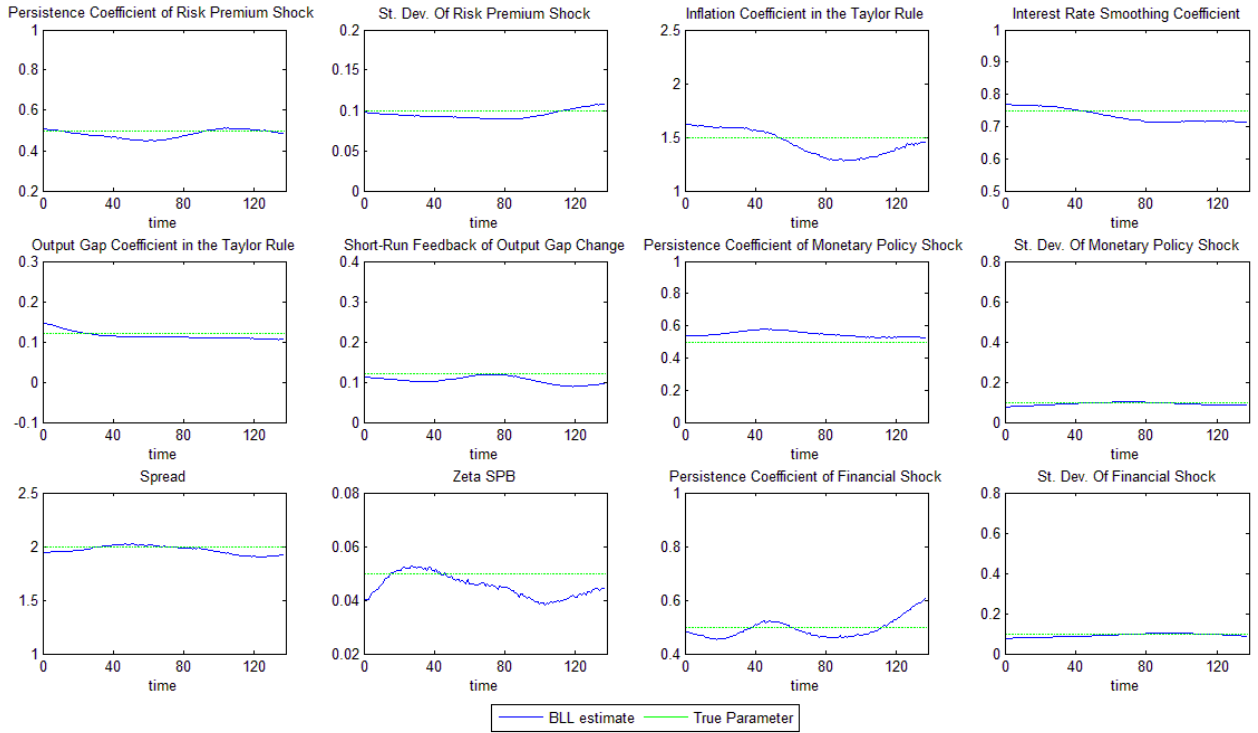 Persistence Coefficient of Risk Premium Shock
1
0.8
0.6
0.4
0.2
0 40 80 120
time
St. Dev. Of Risk Premium Shock
0.2
0.15
0.1
0.05
0
0 40 80 120
time
Inflation Coefficient in the Taylor Rule
2.5
2
1.5
1
0 40 80 120
time
Interest Rate Smoothing Coefficient
1
0.9
0.8
0.7
0.6
0.5
0 40 80 120
time
Output Gap Coefficient in the Taylor Rule
0.3
0.2
0.1
0
-0.1
0 40 80 120
time
Short-Run Feedback of Output Gap Change
0.4
0.3
0.2
0.1
0
0 40 80 120
time
Persistence Coefficient of Monetary Policy Shock
1
0.8
0.6
0.4
0.2
0
0 40 80 120
time
St. Dev. Of Monetary Policy Shock
0.8
0.6
0.4
0.2
0
0 40 80 120
time
Spread
2.5
2
1.5
1
0 40 80 120
time
Zeta SPB
0.08
0.06
0.04
0.02
0 40 80 120
time
Persistence Coefficient of Financial Shock
1
0.8
0.6
0.4
0 40 80 120
time
St. Dev. Of Financial Shock
0.8
0.6
0.4
0.2
0
0 40 80 120
time
BLL estimate
True Parameter